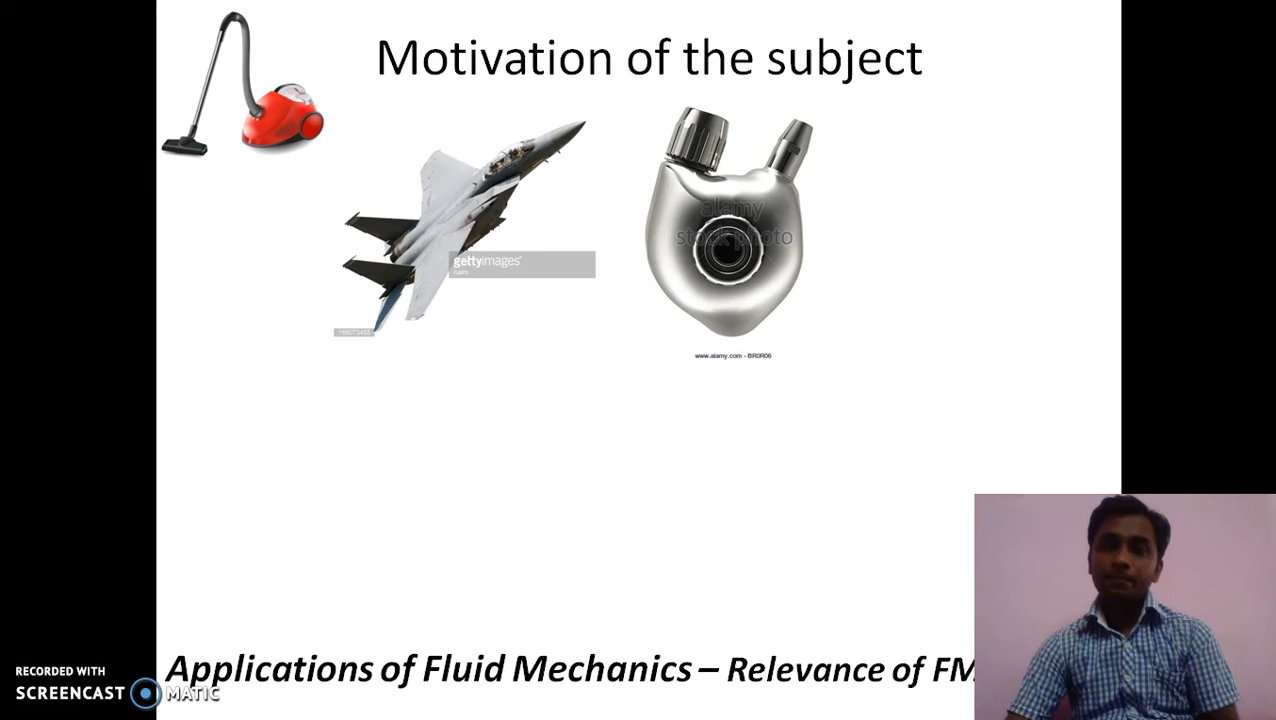 Motivation of the subject
alamy
stock photo
gettyimages®
www.alamy.com - BR0R06
Applications of Fluid Mechanics – Relevance of FM
RECORDED WITH
SCREENCAST MATIC